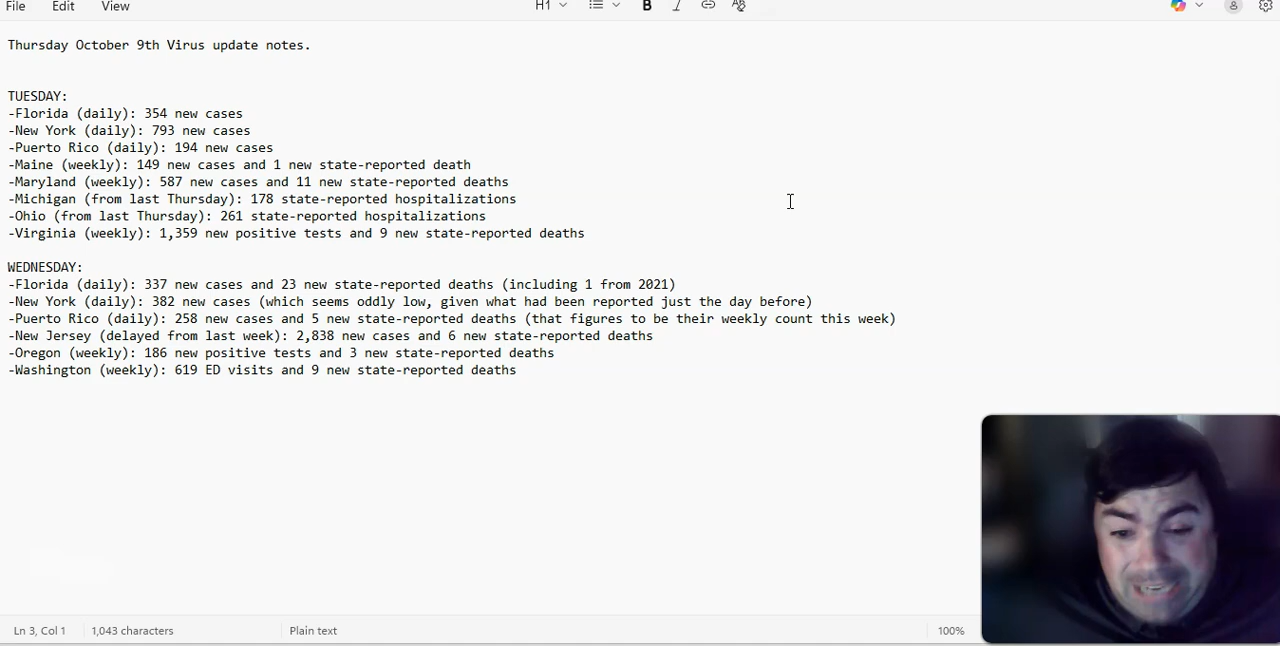 File Edit View H1 B I
Thursday October 9th Virus update notes.
TUESDAY:
-Florida (daily): 354 new cases
-New York (daily): 793 new cases
-Puerto Rico (daily): 194 new cases
-Maine (weekly): 149 new cases and 1 new state-reported death
-Maryland (weekly): 587 new cases and 11 new state-reported deaths
-Michigan (from last Thursday): 178 state-reported hospitalizations
-Ohio (from last Thursday): 261 state-reported hospitalizations
-Virginia (weekly): 1,359 new positive tests and 9 new state-reported deaths
WEDNESDAY:
-Florida (daily): 337 new cases and 23 new state-reported deaths (including 1 from 2021)
-New York (daily): 382 new cases (which seems oddly low, given what had been reported just the day before)
-Puerto Rico (daily): 258 new cases and 5 new state-reported deaths (that figures to be their weekly count this week)
-New Jersey (delayed from last week): 2,838 new cases and 6 new state-reported deaths
-Oregon (weekly): 186 new positive tests and 3 new state-reported deaths
-Washington (weekly): 619 ED visits and 9 new state-reported deaths
Ln 3, Col 1 1,043 characters Plain text 100%